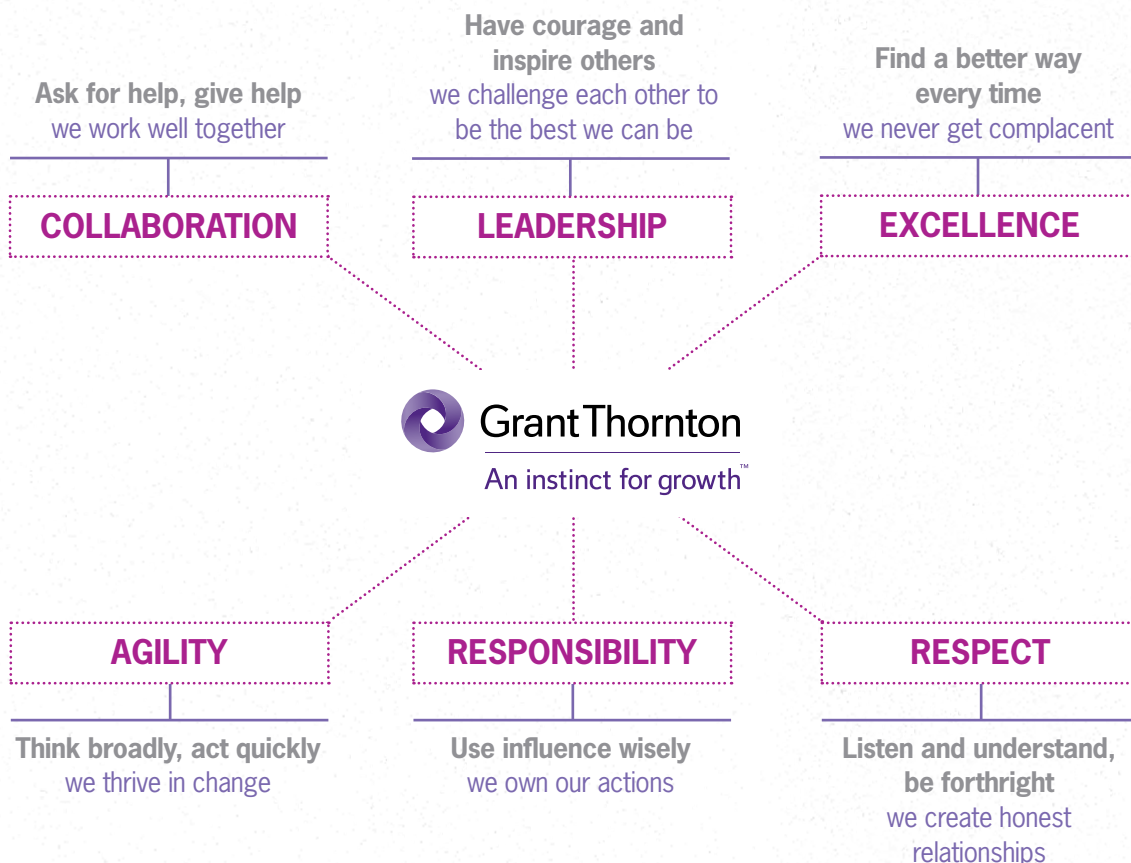 Ask for help, give help
we work well together
COLLABORATION
Have courage and
inspire others
we challenge each other to
be the best we can be
LEADERSHIP
Find a better way
every time
we never get complacent
EXCELLENCE
Grant Thornton
An instinct for growth™
AGILITY
Think broadly, act quickly
we thrive in change
RESPONSIBILITY
Use influence wisely
we own our actions
RESPECT
Listen and understand,
be forthright
we create honest
relationships